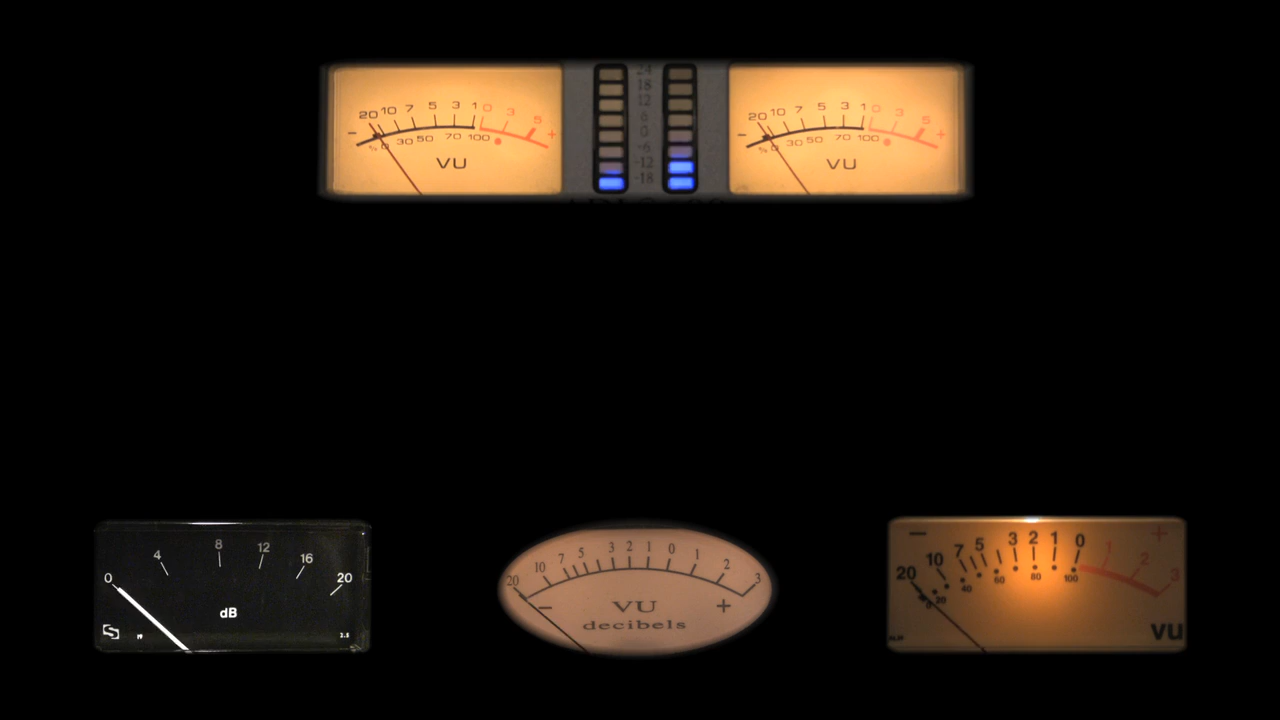 20 10 7 5 3 1 0 3 5
- +
% 0 30 50 70 100
VU
24
18
12
6
0
-6
-12
-18
20 10 7 5 3 1 0 3 5
- +
% 0 30 50 70 100
VU
0 4 8 12 16 20
dB
20 10 7 5 3 2 1 0 1 2 3
- +
VU
decibels
- +
20 10 7 5 3 2 1 0 1 2 3
0 20 40 60 80 100
VU